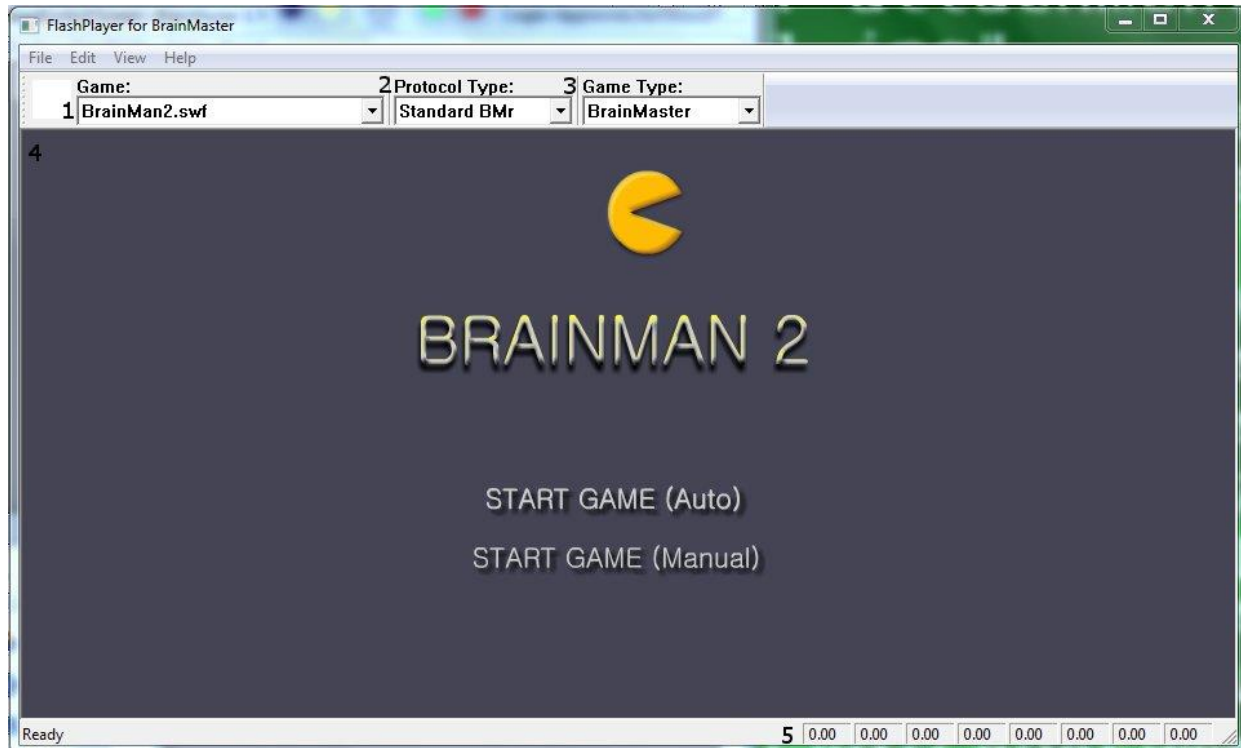 FlashPlayer for BrainMaster
File Edit View Help
Game: 2 Protocol Type: 3 Game Type:
1 BrainMan2.swf Standard BMr BrainMaster
4
BRAINMAN 2
START GAME (Auto)
START GAME (Manual)
Ready 5 0.00 0.00 0.00 0.00 0.00 0.00 0.00 0.00